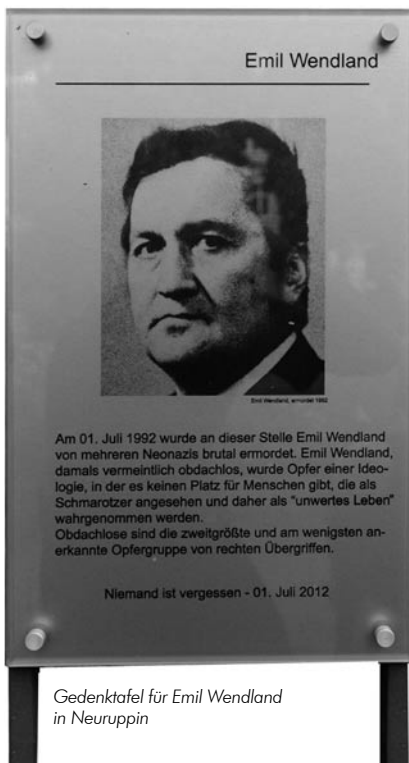 Emil Wendland
Emil Wendland, ermordet 1992
Am 01. Juli 1992 wurde an dieser Stelle Emil Wendland
von mehreren Neonazis brutal ermordet. Emil Wendland,
damals vermeintlich obdachlos, wurde Opfer einer Ideo-
logie, in der es keinen Platz für Menschen gibt, die als
Schmarotzer angesehen und daher als "unwertes Leben"
wahrgenommen werden.
Obdachlose sind die zweitgrößte und am wenigsten an-
erkannte Opfergruppe von rechten Übergriffen.
Niemand ist vergessen - 01. Juli 2012
Gedenktafel für Emil Wendland
in Neuruppin